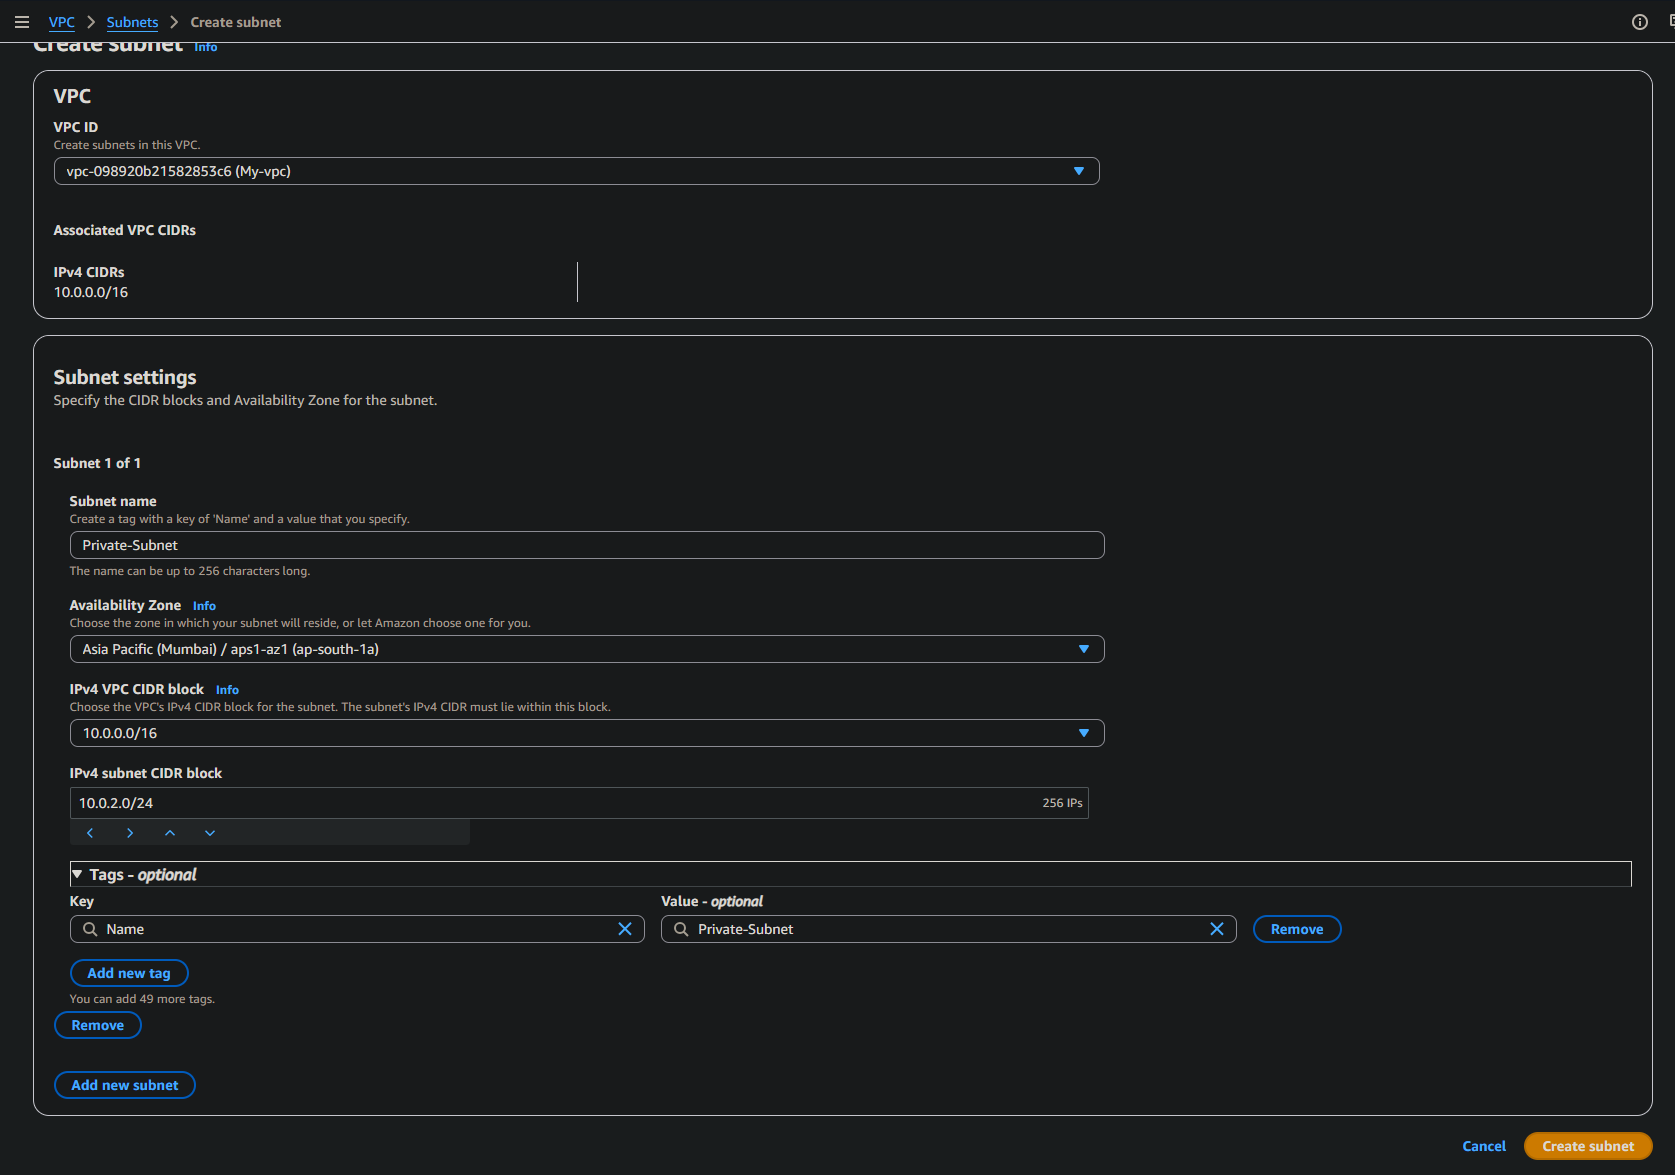 VPC > Subnets > Create subnet
Create subnet Info
VPC
VPC ID
Create subnets in this VPC.
vpc-098920b21582853c6 (My-vpc)
Associated VPC CIDRs
IPv4 CIDRs
10.0.0.0/16
Subnet settings
Specify the CIDR blocks and Availability Zone for the subnet.
Subnet 1 of 1
Subnet name
Create a tag with a key of 'Name' and a value that you specify.
Private-Subnet
The name can be up to 256 characters long.
Availability Zone Info
Choose the zone in which your subnet will reside, or let Amazon choose one for you.
Asia Pacific (Mumbai) / aps1-az1 (ap-south-1a)
IPv4 VPC CIDR block Info
Choose the VPC's IPv4 CIDR block for the subnet. The subnet's IPv4 CIDR must lie within this block.
10.0.0.0/16
IPv4 subnet CIDR block
10.0.2.0/24 256 IPs
Tags - optional
Key Value - optional
Name Private-Subnet Remove
Add new tag
You can add 49 more tags.
Remove
Add new subnet
Cancel Create subnet